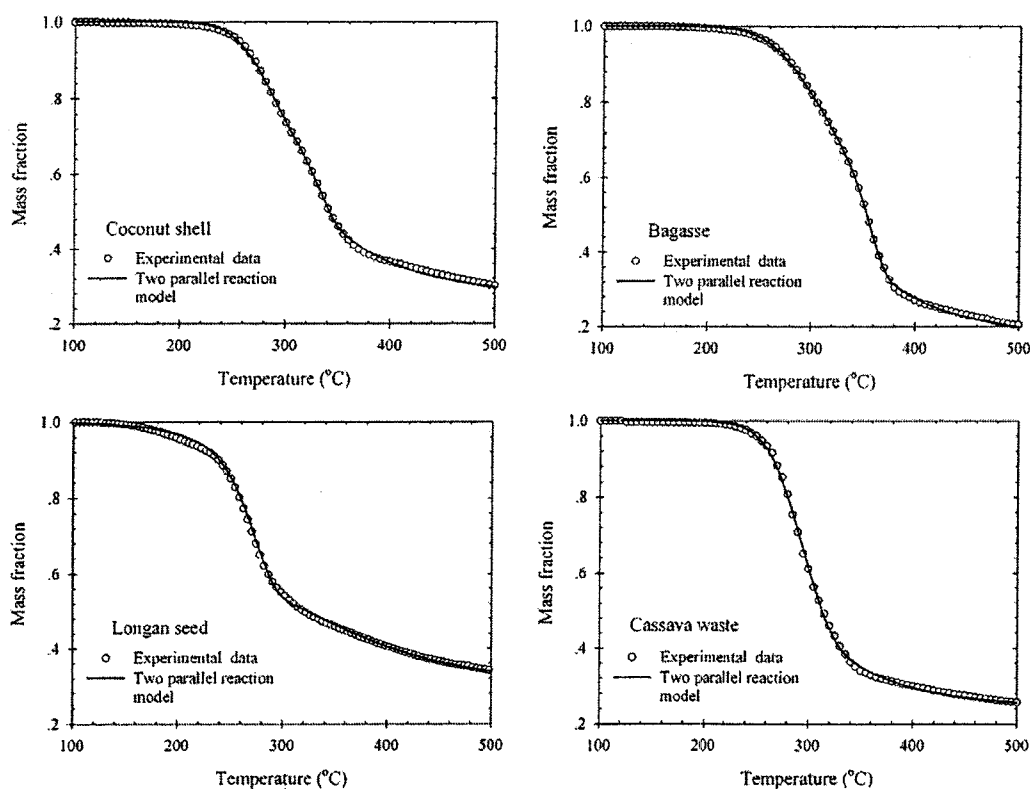 1.0
.8
.6
.4
.2
Mass fraction
Coconut shell
Experimental data
Two parallel reaction
model
100
200
300
400
500
Temperature (°C)
1.0
.8
.6
.4
.2
Mass fraction
Bagasse
Experimental data
Two parallel reaction
model
100
200
300
400
500
Temperature (°C)
1.0
.8
.6
.4
.2
Mass fraction
Longan seed
Experimental data
Two parallel reaction
model
100
200
300
400
500
Temperature (°C)
1.0
.8
.6
.4
.2
Mass fraction
Cassava waste
Experimental data
Two parallel reaction
model
100
200
300
400
500
Temperature (°C)